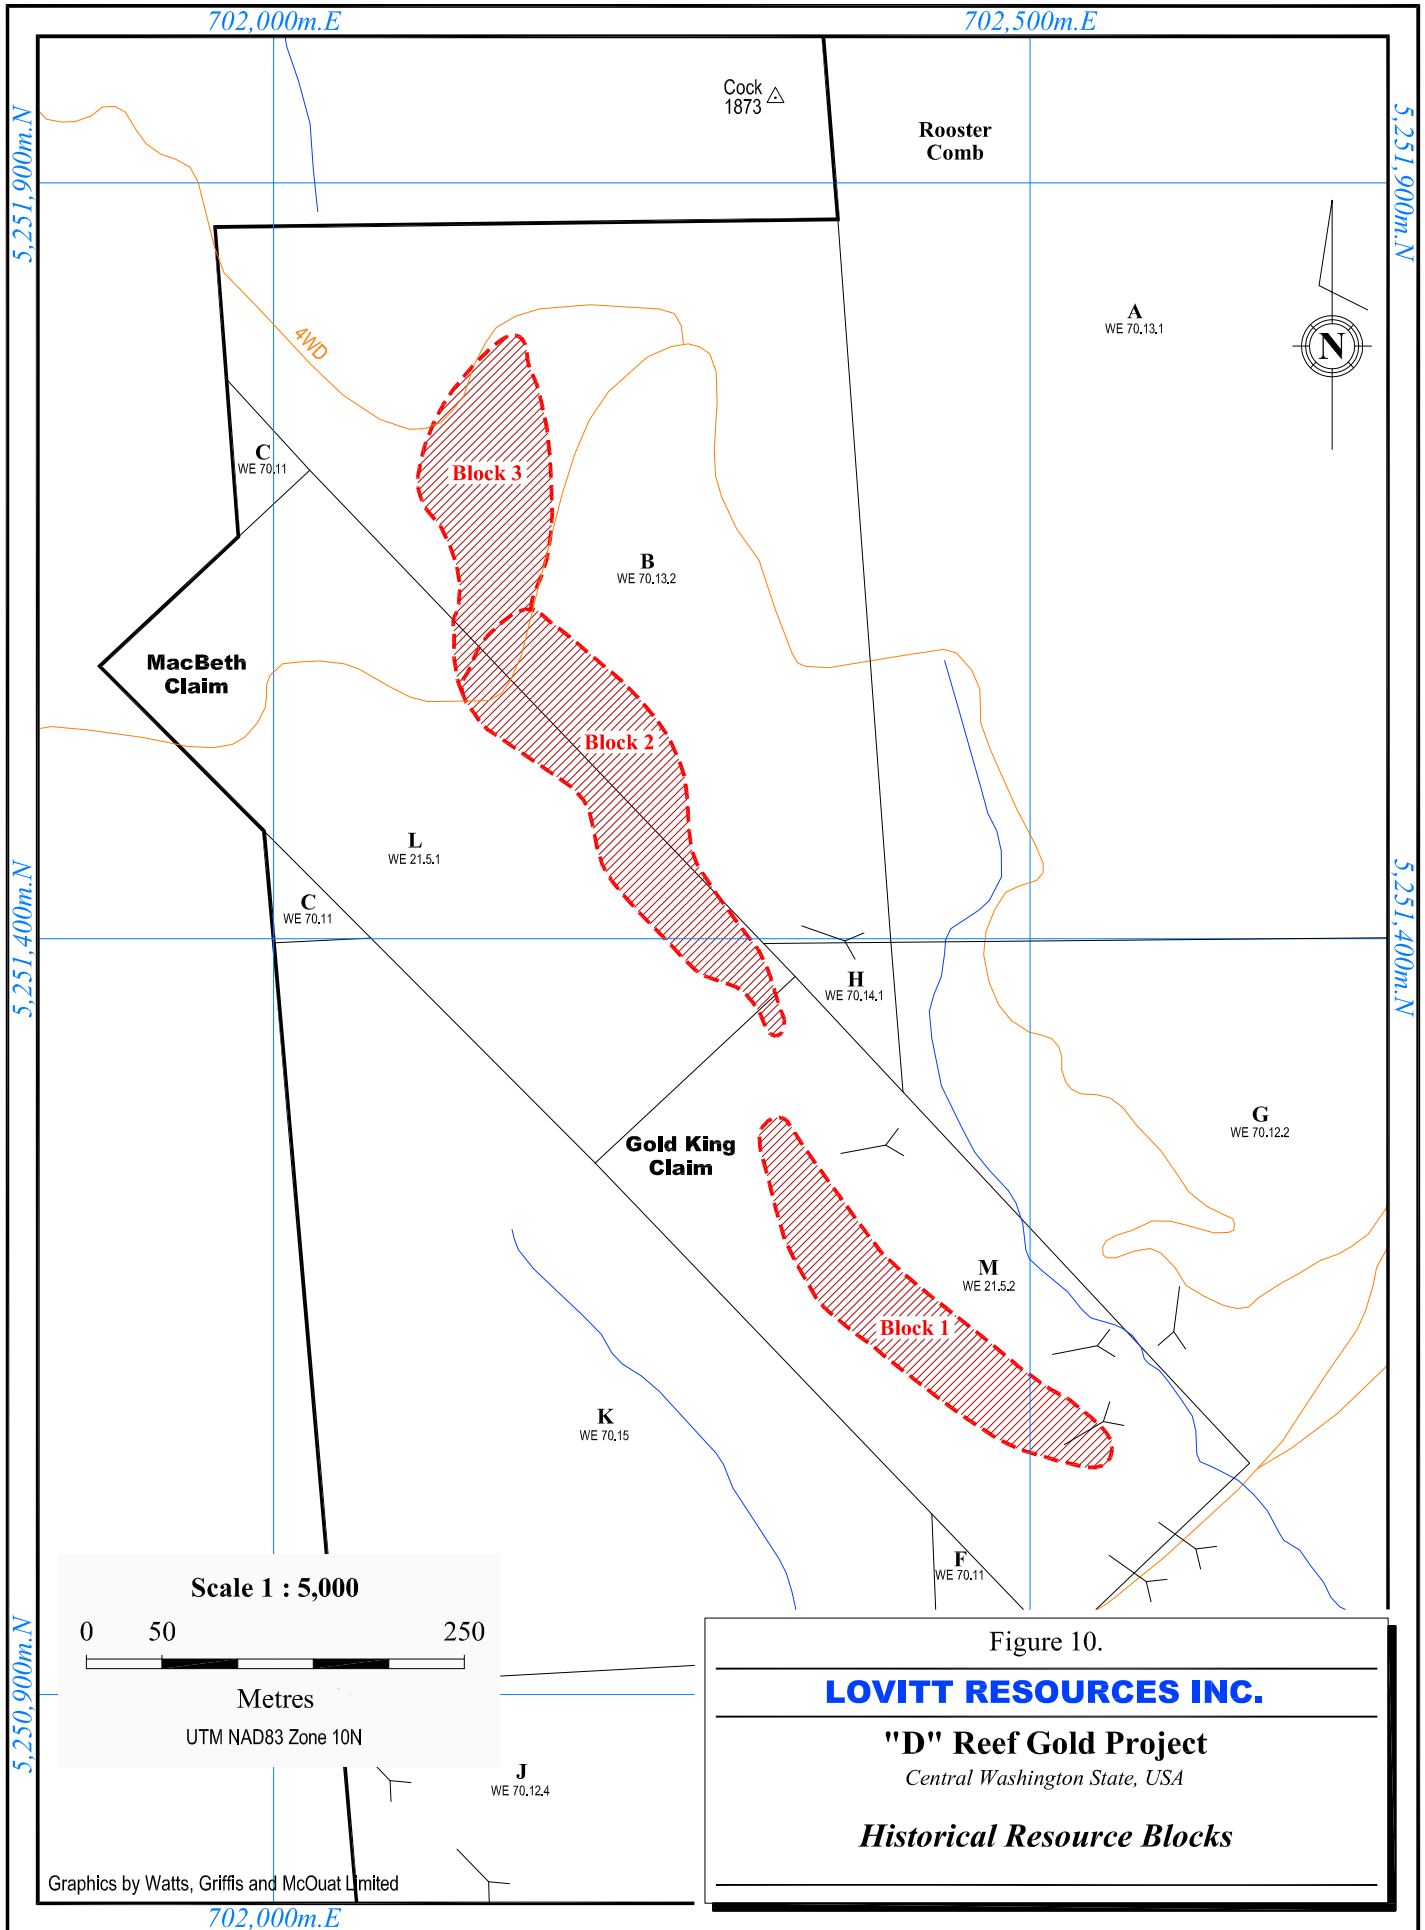 702,000m.E
702,500m.E
5,251,900m.N
5,251,900m.N
Cock
1873
Rooster
Comb
A
WE 70.13.1
N
4WD
C
WE 70.11
Block 3
B
WE 70.13.2
MacBeth
Claim
Block 2
L
WE 21.5.1
C
WE 70.11
5,251,400m.N
5,251,400m.N
H
WE 70.14.1
Gold King
Claim
G
WE 70.12.2
M
WE 21.5.2
Block 1
K
WE 70.15
F
WE 70.11
Scale 1 : 5,000
0 50 250
Metres
UTM NAD83 Zone 10N
5,250,900m.N
J
WE 70.12.4
Figure 10.
LOVITT RESOURCES INC.
"D" Reef Gold Project
Central Washington State, USA
Historical Resource Blocks
Graphics by Watts, Griffis and McOuat Limited
702,000m.E